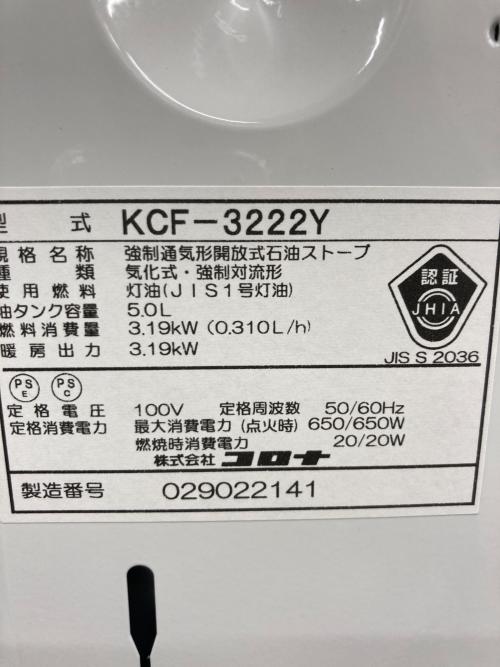 型 式 KCF-3222Y
規格名称 強制通気形開放式石油ストーブ
種 類 気化式・強制対流形
使用燃料 灯油(JIS1号灯油)
油タンク容量 5.0L
燃料消費量 3.19kW (0.310L/h)
暖房出力 3.19kW
認証
JHIA
JIS S 2036
PS E PS C
定格電圧 100V 定格周波数 50/60Hz
定格消費電力 最大消費電力 (点火時) 650/650W
燃焼時消費電力 20/20W
株式会社 コロナ
製造番号 029022141